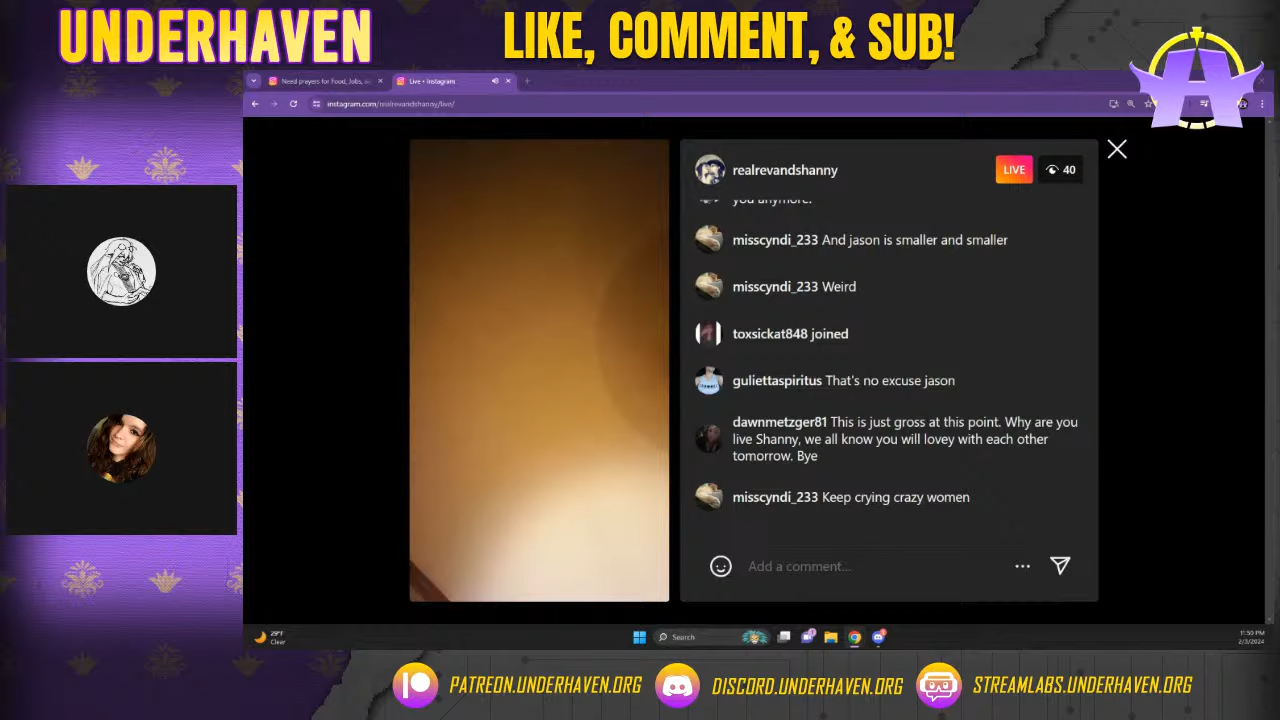 UNDERHAVEN
LIKE, COMMENT, & SUB!
Need prayers for Food, Jobs,
Live • Instagram
instagram.com/realrevandshanny/live/
realrevandshanny
LIVE
40
you anymore.
misscyndi_233 And jason is smaller and smaller
misscyndi_233 Weird
toxsickat848 joined
guliettaspiritus That's no excuse jason
dawnmetzger81 This is just gross at this point. Why are you
live Shanny, we all know you will lovey with each other
tomorrow. Bye
misscyndi_233 Keep crying crazy women
Add a comment...
29°F
Clear
Search
11:50 PM
2/3/2024
PATREON.UNDERHAVEN.ORG
DISCORD.UNDERHAVEN.ORG
STREAMLABS.UNDERHAVEN.ORG